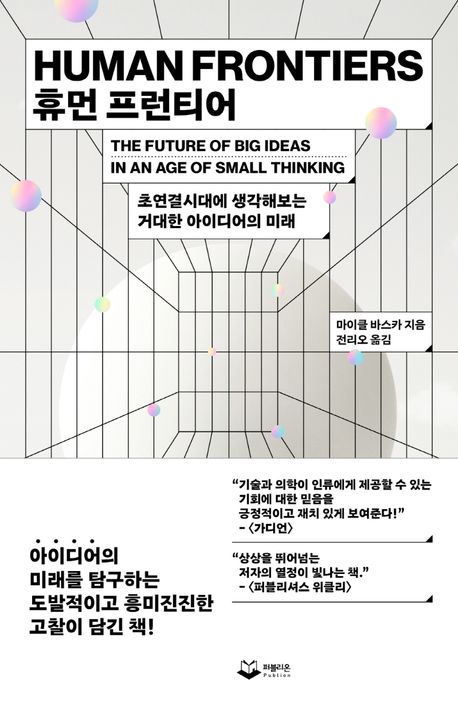 HUMAN FRONTIERS
휴먼 프런티어
THE FUTURE OF BIG IDEAS
IN AN AGE OF SMALL THINKING
초연결시대에 생각해보는
거대한 아이디어의 미래
마이클 바스카 지음
전리오 옮김
“기술과 의학이 인류에게 제공할 수 있는
기회에 대한 믿음을
긍정적이고 재치 있게 보여준다!”
- 〈가디언〉
“상상을 뛰어넘는
저자의 열정이 빛나는 책.”
- 〈퍼블리셔스 위클리〉
아이디어의
미래를 탐구하는
도발적이고 흥미진진한
고찰이 담긴 책!
퍼블리온
Publion